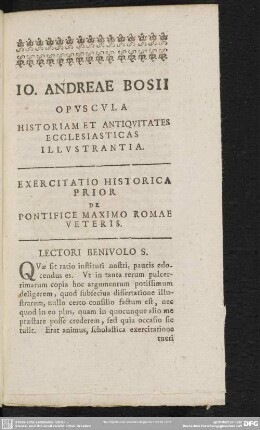 IO. ANDREAE BOSII
OPVSCVLA
HISTORIAM ET ANTIQVITATES
ECCLESIASTICAS
ILLVSTRANTIA.
EXERCITATIO HISTORICA
PRIOR
DE
PONTIFICE MAXIMO ROMAE
VETERIS.
LECTORI BENIVOLO S.
QVae sit ratio instituti nostri, paucis edo-
cendus es. Vt in tanta rerum pulcer-
rimarum copia hoc argumentum potissimum
deligerem, quod subseciua dissertatione illu-
strarem, nullo certo consilio factum est, nec
quod in eo plus, quam in quocunque alio me
praestare posse crederem, sed quia occasio sic
tulit. Erat animus, scholastica exercitatione
tueri